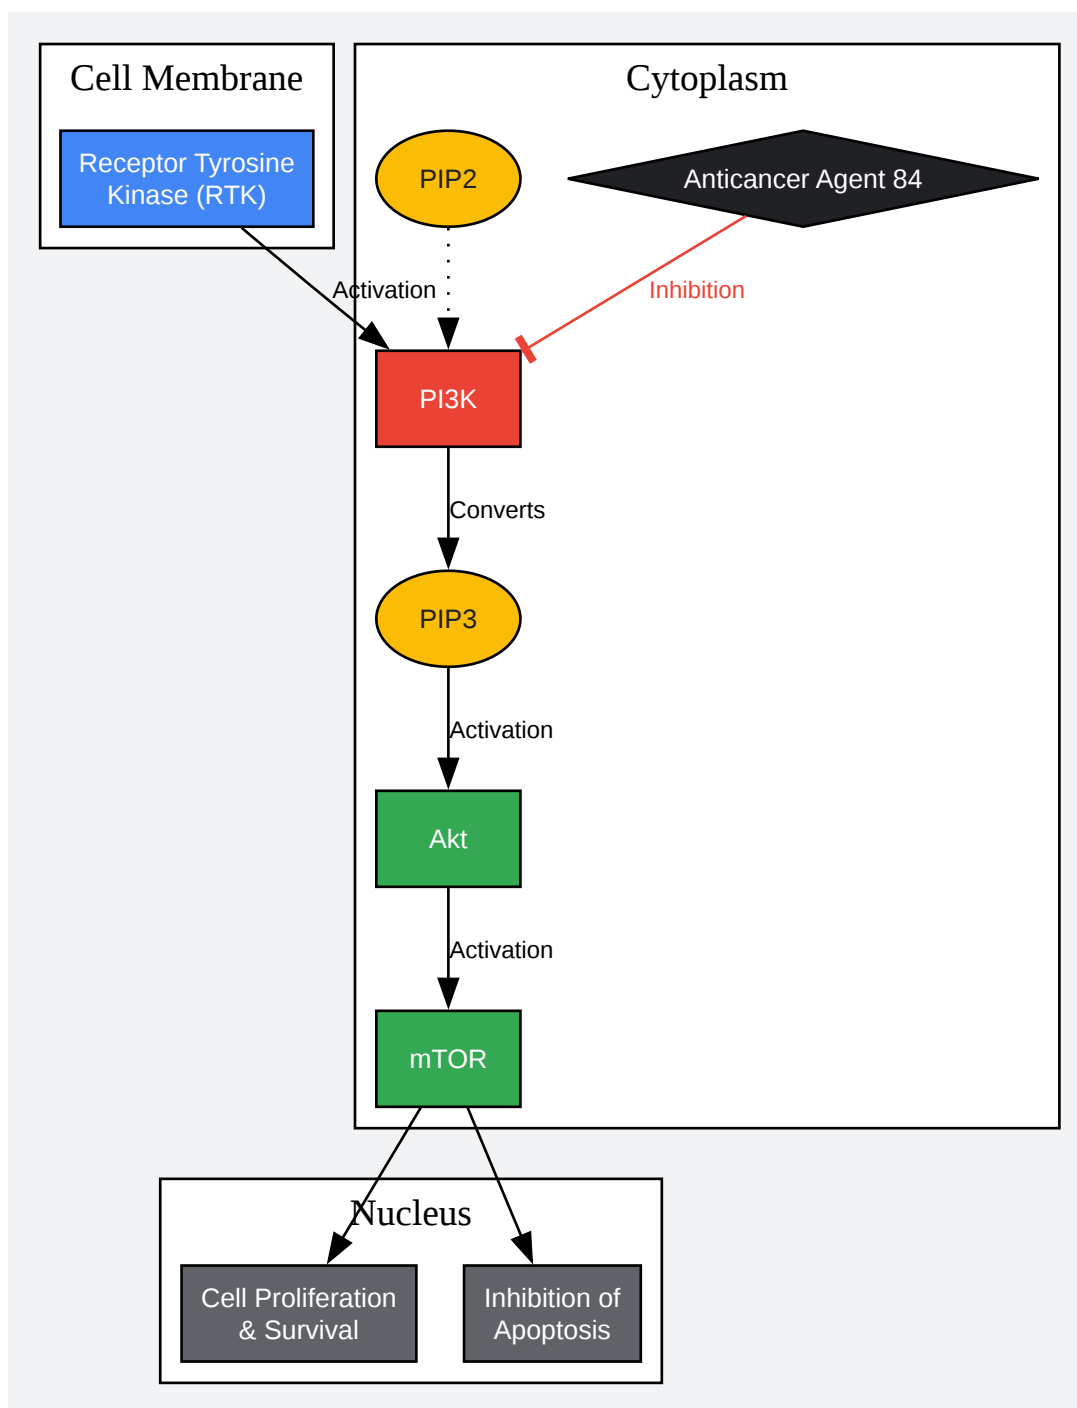 Cell Membrane
Cytoplasm
Receptor Tyrosine
Kinase (RTK)
PIP2
Anticancer Agent 84
Activation
Inhibition
PI3K
Converts
PIP3
Activation
Akt
Activation
mTOR
Nucleus
Cell Proliferation
& Survival
Inhibition of
Apoptosis